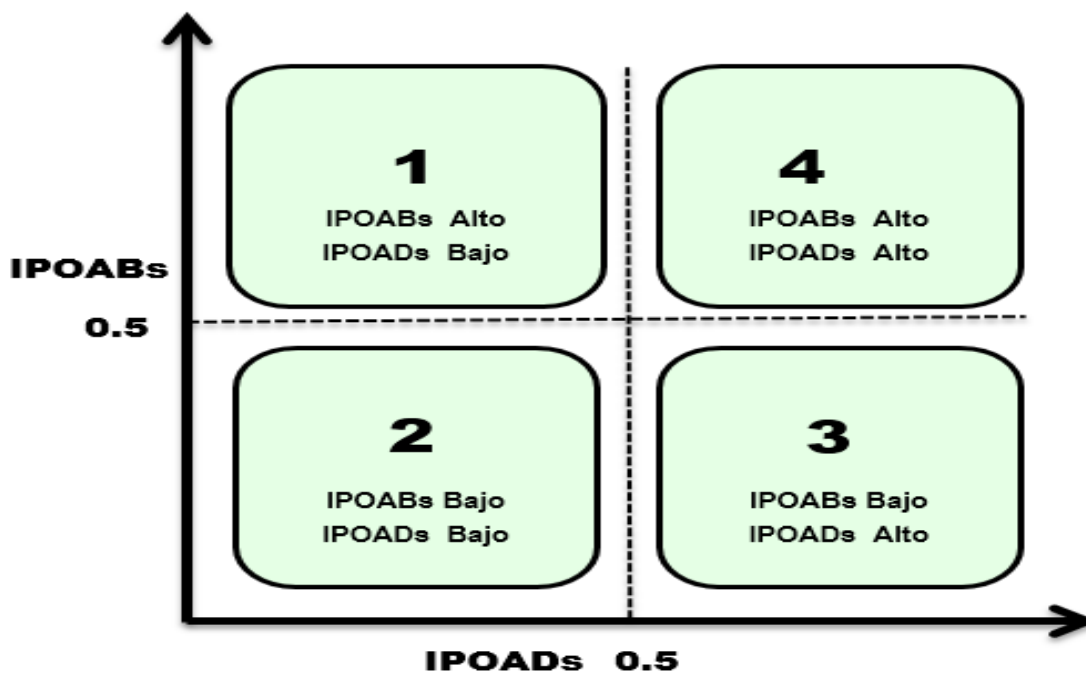 1
IPOABs Alto
IPOADs Bajo
4
IPOABs Alto
IPOADs Alto
IPOABs
0.5
2
IPOABs Bajo
IPOADs Bajo
3
IPOABs Bajo
IPOADs Alto
IPOADs 0.5